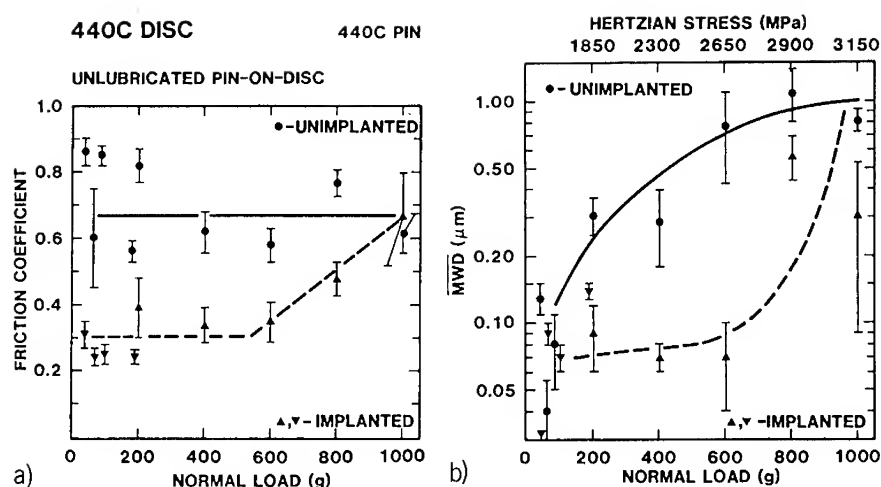 440C DISC
440C PIN
UNLUBRICATED PIN-ON-DISC
●-UNIMPLANTED
▲,▼-IMPLANTED
FRICTION COEFFICIENT
1.0
0.8
0.6
0.4
0.2
0 200 400 600 800 1000
NORMAL LOAD (g)
a)
HERTZIAN STRESS (MPa)
1850 2300 2650 2900 3150
●-UNIMPLANTED
▲,▼-IMPLANTED
MWD (μm)
1.00
0.50
0.20
0.10
0.05
0 200 400 600 800 1000
NORMAL LOAD (g)
b)